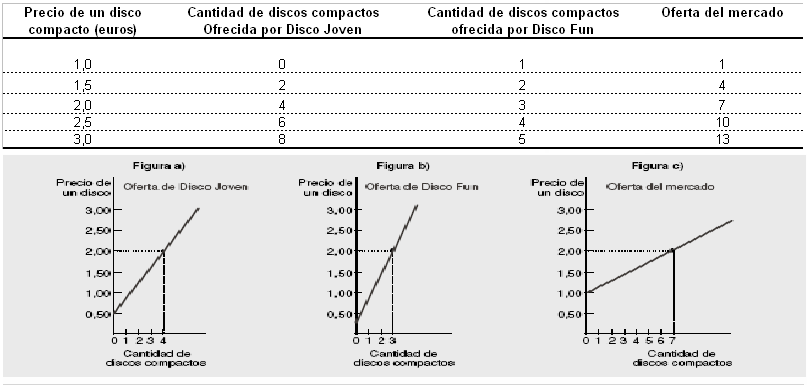 Precio de un disco compacto (euros) Cantidad de discos compactos Ofrecida por Disco Joven Cantidad de discos compactos ofrecida por Disco Fun Oferta del mercado
1,0 0 1 1
1,5 2 2 4
2,0 4 3 7
2,5 6 4 10
3,0 8 5 13
Figura a)
Precio de
un disco
Oferta de Disco Joven
3,00
2,50
2,00
1,50
1,00
0,50
0 1 2 3 4
Cantidad de
discos compactos
Figura b)
Precio de
un disco
Oferta de Disco Fun
3,00
2,50
2,00
1,50
1,00
0,50
0 1 2 3
Cantidad de
discos compactos
Figura c)
Precio de
un disco
Oferta del mercado
3,00
2,50
2,00
1,50
1,00
0,50
0 1 2 3 4 5 6 7
Cantidad de
discos compactos